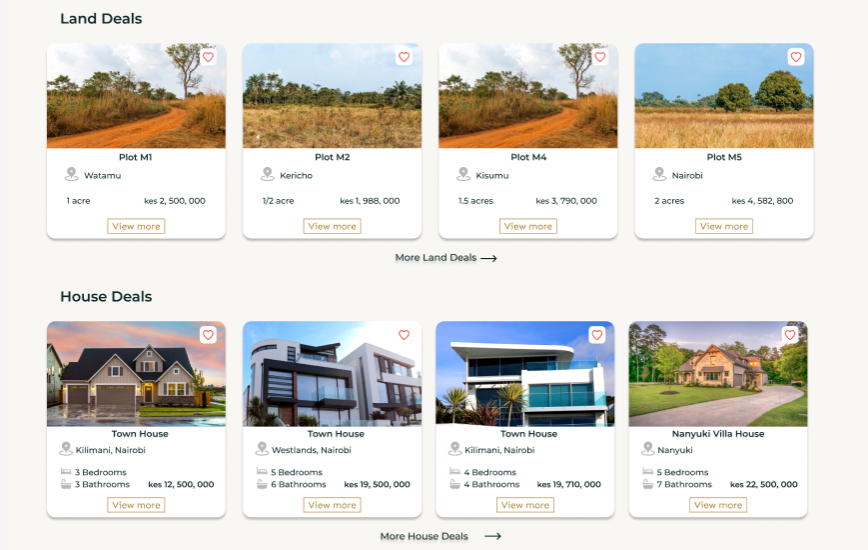 Land Deals
Plot M1
Watamu
1 acre kes 2, 500, 000
View more
Plot M2
Kericho
1/2 acre kes 1, 988, 000
View more
Plot M4
Kisumu
1.5 acres kes 3, 790, 000
View more
Plot M5
Nairobi
2 acres kes 4, 582, 800
View more
More Land Deals
House Deals
Town House
Kilimani, Nairobi
3 Bedrooms
3 Bathrooms kes 12, 500, 000
View more
Town House
Westlands, Nairobi
5 Bedrooms
6 Bathrooms kes 19, 500, 000
View more
Town House
Kilimani, Nairobi
4 Bedrooms
4 Bathrooms kes 19, 710, 000
View more
Nanyuki Villa House
Nanyuki
5 Bedrooms
7 Bathrooms kes 22, 500, 000
View more
More House Deals